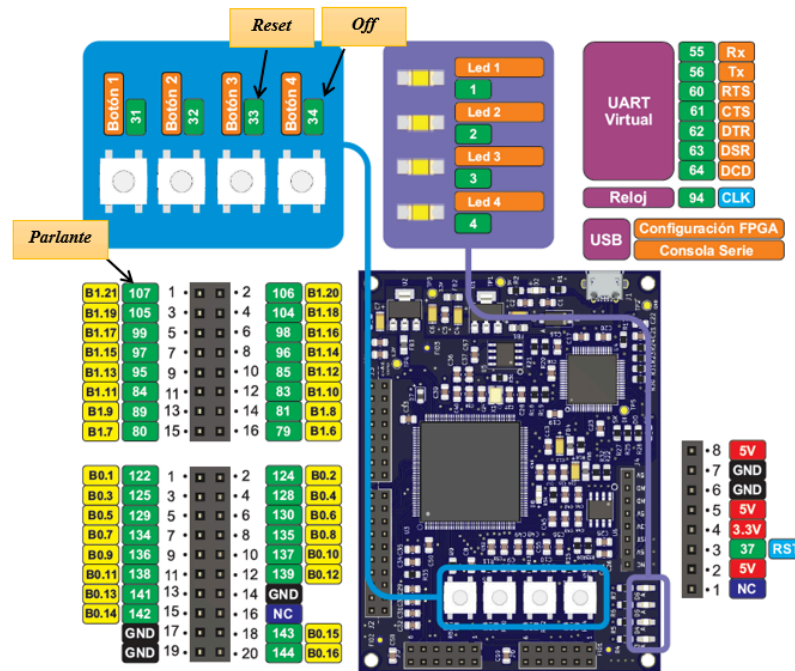 Reset
Off
Botón 1
31
Botón 2
32
Botón 3
33
Botón 4
34
Led 1
1
Led 2
2
Led 3
3
Led 4
4
UART Virtual
55 Rx
56 Tx
60 RTS
61 CTS
62 DTR
63 DSR
64 DCD
Reloj 94 CLK
USB
Configuración FPGA
Consola Serie
Parlante
B1.21 107 1 2 106 B1.20
B1.19 105 3 4 104 B1.18
B1.17 99 5 6 98 B1.16
B1.15 97 7 8 96 B1.14
B1.13 95 9 10 85 B1.12
B1.11 84 11 12 83 B1.10
B1.9 89 13 14 81 B1.8
B1.7 80 15 16 79 B1.6
B0.1 122 1 2 124 B0.2
B0.3 125 3 4 128 B0.4
B0.5 129 5 6 130 B0.6
B0.7 134 7 8 135 B0.8
B0.9 136 9 10 137 B0.10
B0.11 138 11 12 139 B0.12
B0.13 141 13 14 GND
B0.14 142 15 16 NC
GND 17 18 143 B0.15
GND 19 20 144 B0.16
8 5V
7 GND
6 GND
5 5V
4 3.3V
3 37 RST
2 5V
1 NC